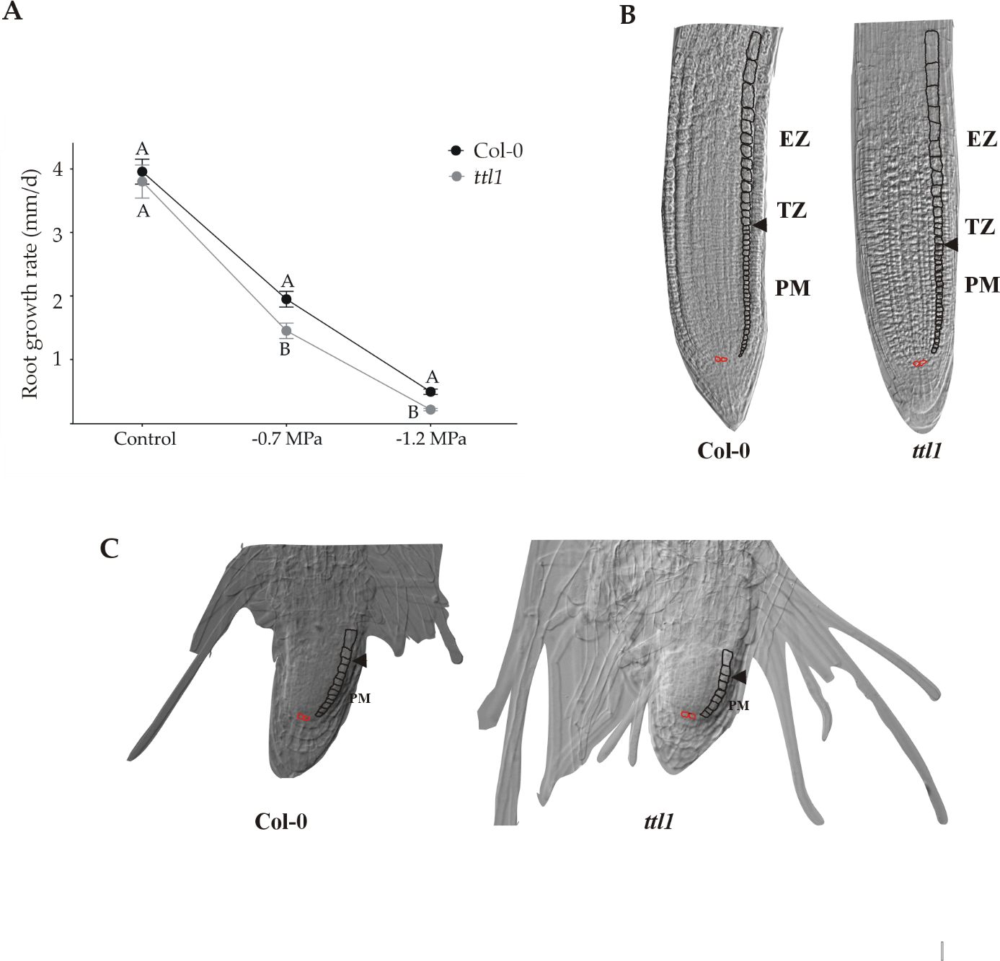 A
B
Root growth rate (mm/d)
4
3
2
1
A
A
A
B
A
B
Control
-0.7 MPa
-1.2 MPa
Col-0
ttl1
EZ
TZ
PM
Col-0
EZ
TZ
PM
ttl1
C
PM
Col-0
PM
ttl1